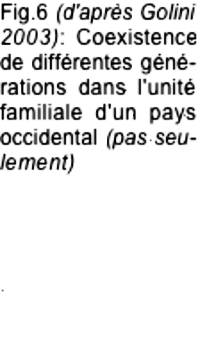 Fig.6 (d'après Golini
2003): Coexistence
de différentes géné-
rations dans l'unité
familiale d'un pays
occidental (pas seu-
lement)